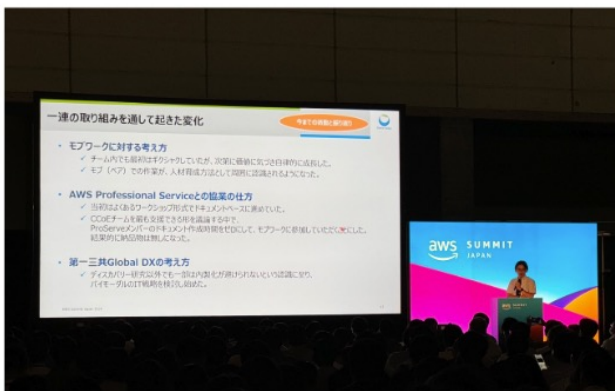 一連の取り組みを通して起きた変化
今までの挑戦と振り返り
• モブワークに対する考え方
✓ チーム内でも最初はギクシャクしていたが、次第に価値に気づき自律的に成長した。
✓ モブ（ペア）での作業が、人材育成方法として周囲に認識されるようになった。
• AWS Professional Serviceとの協業の仕方
✓ 当初はよくあるワークショップ形式でドキュメントベースに進めていた。
✓ CCoEチームを最も支援できる形を議論する中で、
ProServeメンバーのドキュメント作成時間をゼロにして、モブワークに参加していただく形にした。
結果的に納品物は無しになった。
• 第一三共Global DXの考え方
✓ ディスカバリー研究以外でも一部は内製化が避けられないという認識に至り、
バイモーダルのIT戦略を検討し始めた。
aws SUMMIT
JAPAN